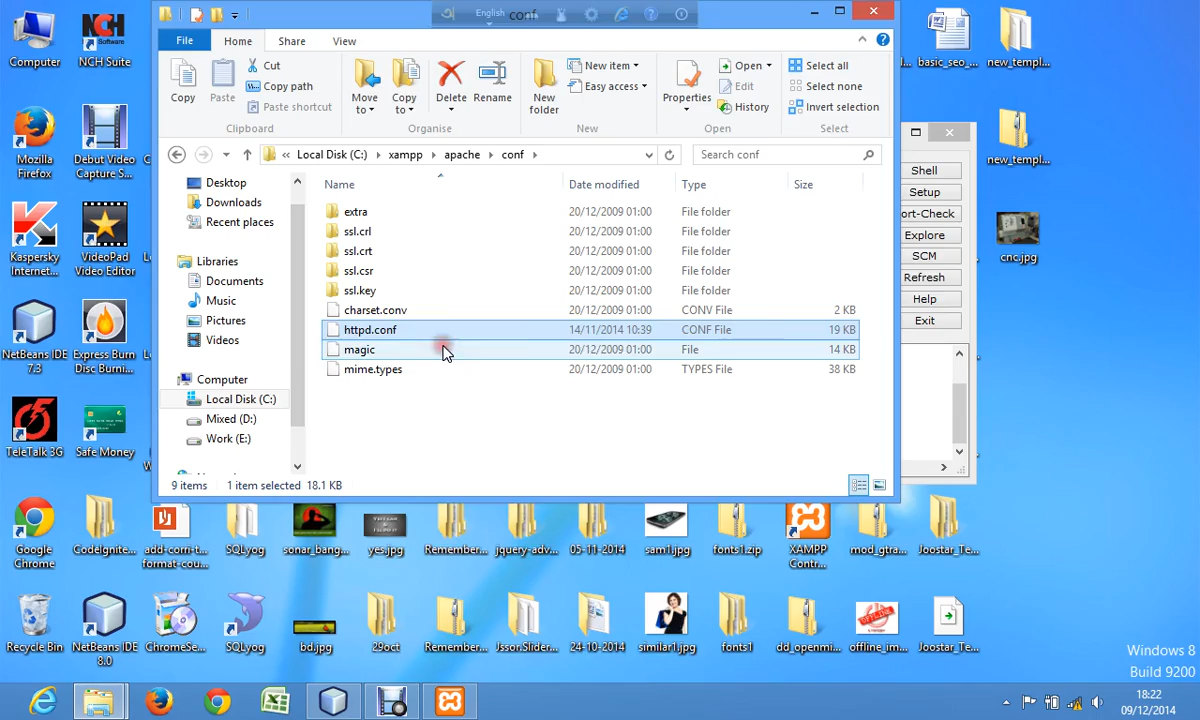 Computer
NCH
Software
NCH Suite
Mozilla
Firefox
Debut Video
Capture S...
Kaspersky
Internet...
VideoPad
Video Editor
NetBeans IDE
7.3
Express Burn
Disc Burni...
TeleTalk 3G
Safe Money
Google
Chrome
CodeIgnite...
add-corn-t...
format-cou...
SQLyog
sonar_bang...
yes.jpg
Remember...
jquery-adv...
05-11-2014
sam1.jpg
fonts1.zip
XAMPP
Contr...
mod_gtra...
Joostar_Te...
Recycle Bin
NetBeans IDE
8.0
ChromeSe...
SQLyog
bd.jpg
29oct
Remember...
Jssor.Slider...
24-10-2014
similar1.jpg
fonts1
dd_openmi...
offline_im...
Joostar_Te...
basic_seo_...
new_templ...
new_templ...
cnc.jpg
English
conf
File
Home
Share
View
Copy
Paste
Cut
Copy path
Paste shortcut
Clipboard
Move
to
Copy
to
Delete
Rename
Organise
New
folder
New item
Easy access
New
Properties
Open
Edit
History
Open
Select all
Select none
Invert selection
Select
« Local Disk (C:)
xampp
apache
conf
Search conf
Desktop
Downloads
Recent places
Libraries
Documents
Music
Pictures
Videos
Computer
Local Disk (C:)
Mixed (D:)
Work (E:)
Name Date modified Type Size
extra 20/12/2009 01:00 File folder
ssl.crl 20/12/2009 01:00 File folder
ssl.crt 20/12/2009 01:00 File folder
ssl.csr 20/12/2009 01:00 File folder
ssl.key 20/12/2009 01:00 File folder
charset.conv 20/12/2009 01:00 CONV File 2 KB
httpd.conf 14/11/2014 10:39 CONF File 19 KB
magic 20/12/2009 01:00 File 14 KB
mime.types 20/12/2009 01:00 TYPES File 38 KB
9 items 1 item selected 18.1 KB
Shell
Setup
ort-Check
Explore
SCM
Refresh
Help
Exit
Windows 8
Build 9200
18:22
09/12/2014